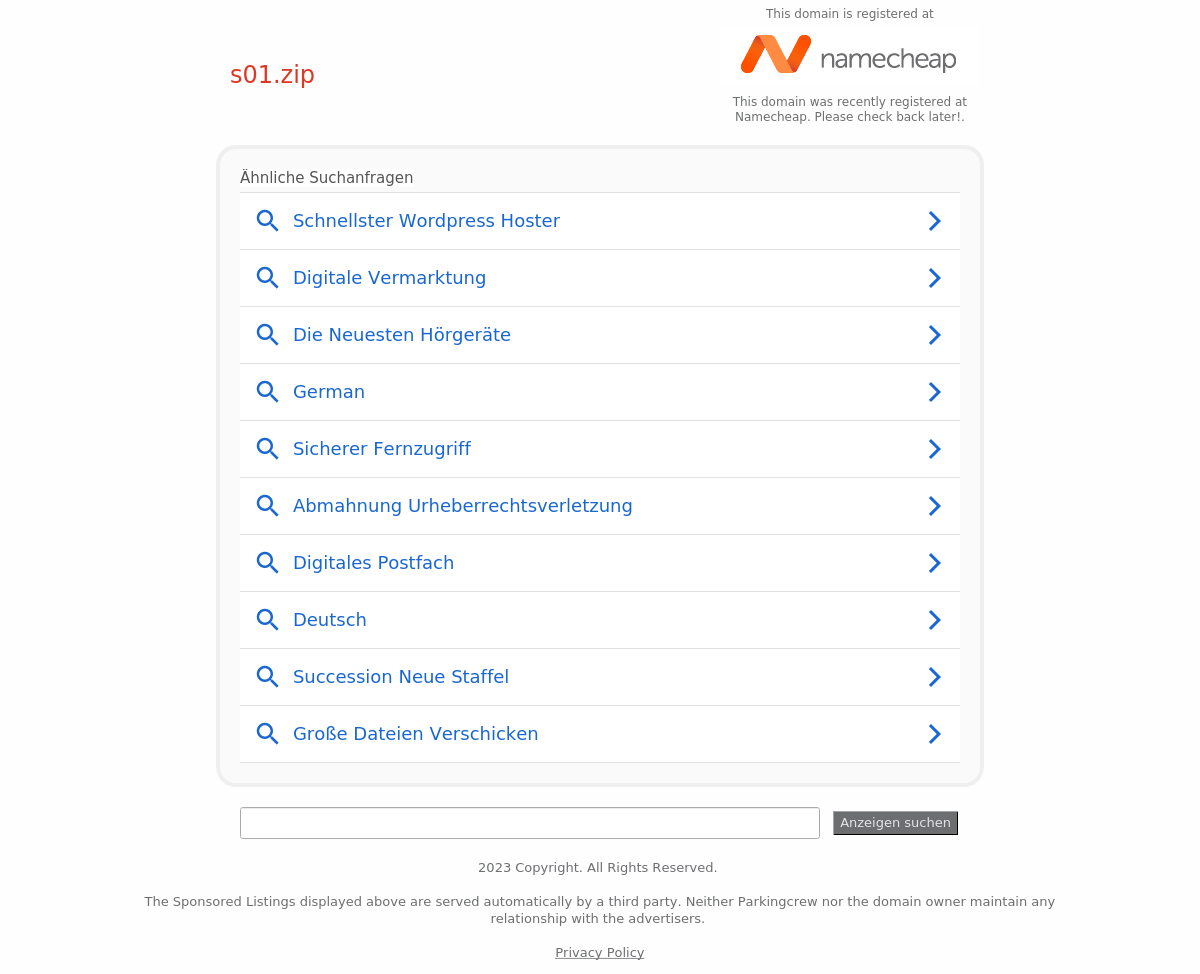 This domain is registered at
namecheap
s01.zip
This domain was recently registered at
Namecheap. Please check back later!.
Ähnliche Suchanfragen
Schnellster Wordpress Hoster
Digitale Vermarktung
Die Neuesten Hörgeräte
German
Sicherer Fernzugriff
Abmahnung Urheberrechtsverletzung
Digitales Postfach
Deutsch
Succession Neue Staffel
Große Dateien Verschicken
Anzeigen suchen
2023 Copyright. All Rights Reserved.
The Sponsored Listings displayed above are served automatically by a third party. Neither Parkingcrew nor the domain owner maintain any
relationship with the advertisers.
Privacy Policy